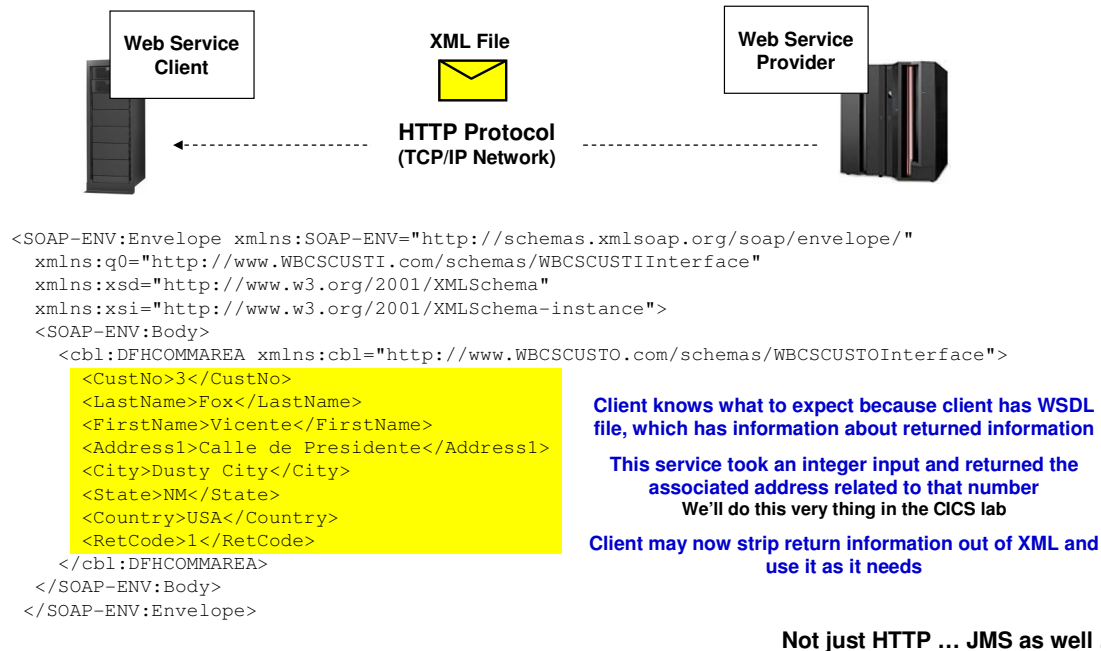 Web Service
Client
XML File
Web Service
Provider
HTTP Protocol
(TCP/IP Network)
<SOAP-ENV:Envelope xmlns:SOAP-ENV="http://schemas.xmlsoap.org/soap/envelope/"
xmlns:q0="http://www.WBCSCUSTI.com/schemas/WBCSCUSTIInterface"
xmlns:xsd="http://www.w3.org/2001/XMLSchema"
xmlns:xsi="http://www.w3.org/2001/XMLSchema-instance">
<SOAP-ENV:Body>
<cbl:DFHCOMMAREA xmlns:cbl="http://www.WBCSCUSTO.com/schemas/WBCSCUSTOInterface">
<CustNo>3</CustNo>
<LastName>Fox</LastName>
<FirstName>Vicente</FirstName>
<Address1>Calle de Presidente</Address1>
<City>Dusty City</City>
<State>NM</State>
<Country>USA</Country>
<RetCode>1</RetCode>
</cbl:DFHCOMMAREA>
</SOAP-ENV:Body>
</SOAP-ENV:Envelope>
Client knows what to expect because client has WSDL
file, which has information about returned information
This service took an integer input and returned the
associated address related to that number
We'll do this very thing in the CICS lab
Client may now strip return information out of XML and
use it as it needs
Not just HTTP … JMS as well .